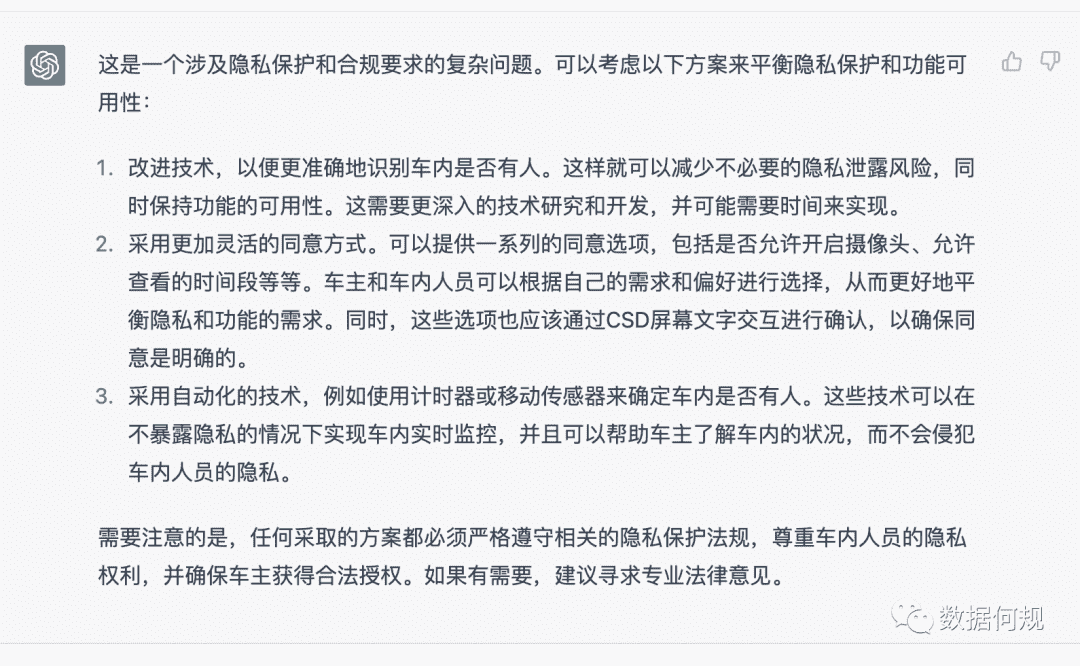 这是一个涉及隐私保护和合规要求的复杂问题。可以考虑以下方案来平衡隐私保护和功能可
用性：
1. 改进技术，以便更准确地识别车内是否有人。这样就可以减少不必要的隐私泄露风险，同
时保持功能的可用性。这需要更深入的技术研究和开发，并可能需要时间来实现。
2. 采用更加灵活的同意方式。可以提供一系列的同意选项，包括是否允许开启摄像头、允许
查看的时间段等等。车主和车内人员可以根据自己的需求和偏好进行选择，从而更好地平
衡隐私和功能的需求。同时，这些选项也应该通过CSD屏幕文字交互进行确认，以确保同
意是明确的。
3. 采用自动化的技术，例如使用计时器或移动传感器来确定车内是否有人。这些技术可以在
不暴露隐私的情况下实现车内实时监控，并且可以帮助车主了解车内的状况，而不会侵犯
车内人员的隐私。
需要注意的是，任何采取的方案都必须严格遵守相关的隐私保护法规，尊重车内人员的隐私
权利，并确保车主获得合法授权。如果有需要，建议寻求专业法律意见。
数据何规